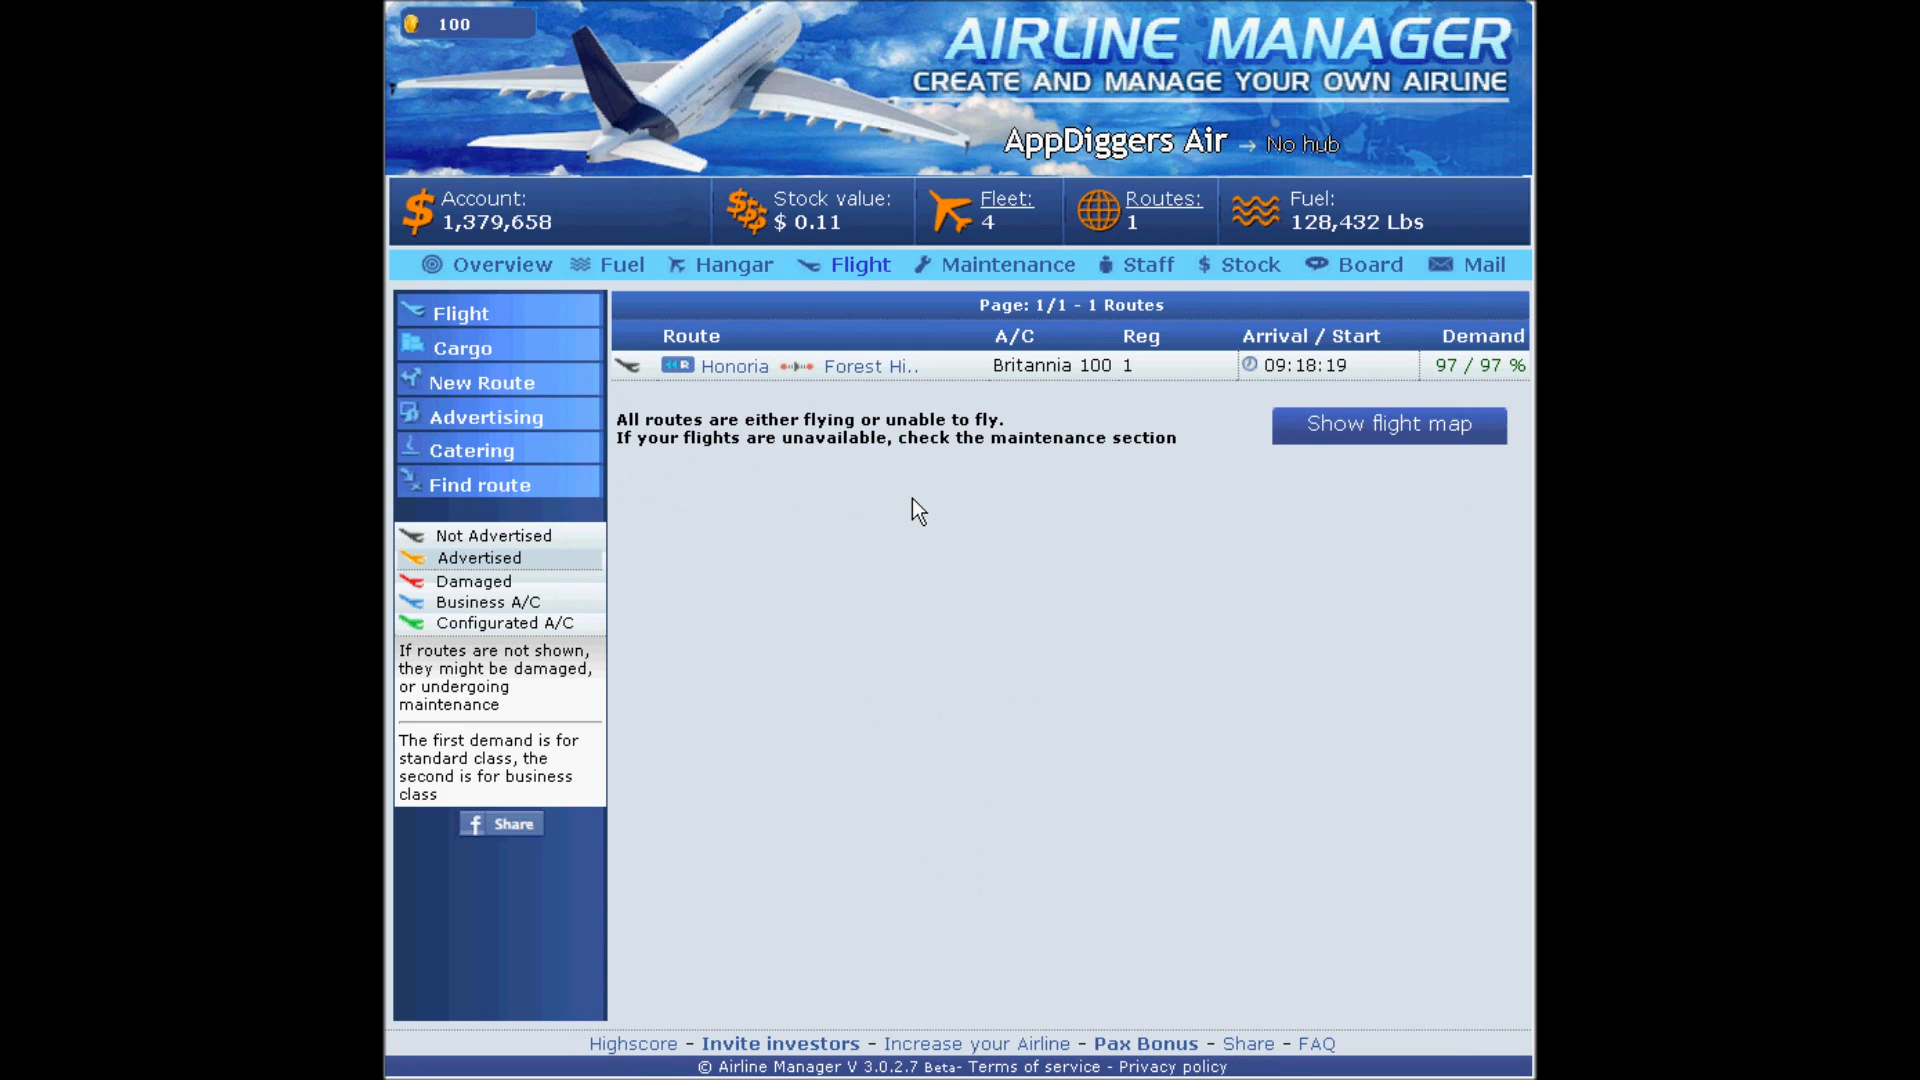 100
AIRLINE MANAGER
CREATE AND MANAGE YOUR OWN AIRLINE
AppDiggers Air → No hub
Account:
1,379,658
Stock value:
$ 0.11
Fleet:
4
Routes:
1
Fuel:
128,432 Lbs
Overview Fuel Hangar Flight Maintenance Staff Stock Board Mail
Flight
Cargo
New Route
Advertising
Catering
Find route
Not Advertised
Advertised
Damaged
Business A/C
Configurated A/C
If routes are not shown,
they might be damaged,
or undergoing
maintenance
The first demand is for
standard class, the
second is for business
class
f Share
Page: 1/1 - 1 Routes
Route A/C Reg Arrival / Start Demand
R Honoria Forest Hi.. Britannia 100 1 09:18:19 97 / 97 %
All routes are either flying or unable to fly.
If your flights are unavailable, check the maintenance section
Show flight map
Highscore - Invite investors - Increase your Airline - Pax Bonus - Share - FAQ
© Airline Manager V 3.0.2.7 Beta- Terms of service - Privacy policy